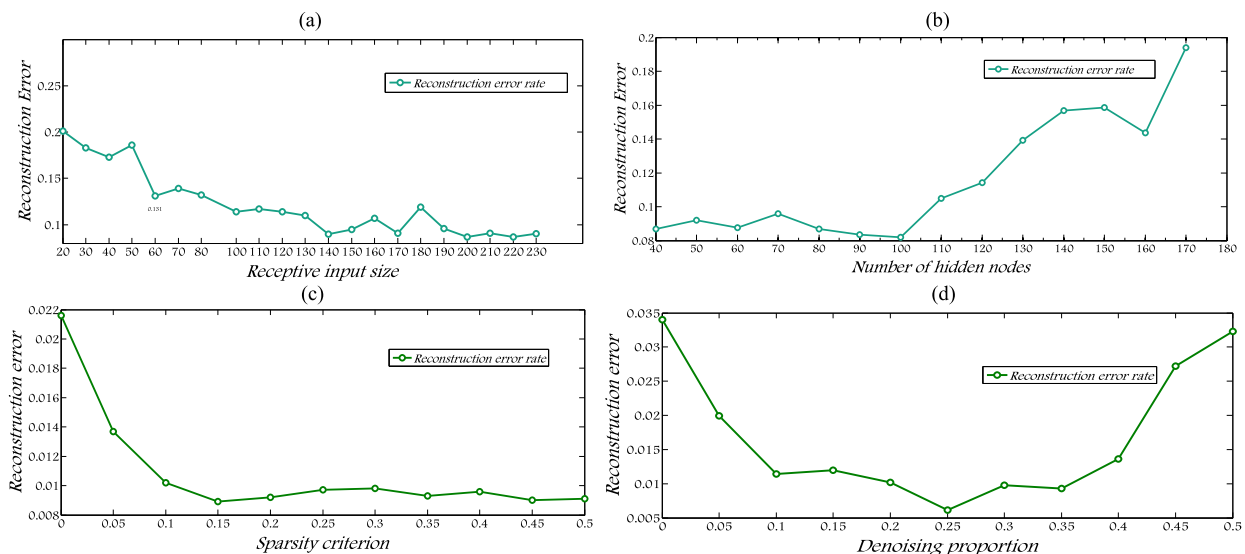 (a)
0.25
0.2
0.15
0.1
Reconstruction Error
Reconstruction error rate
0.131
20 30 40 50 60 70 80 100 110 120 130 140 150 160 170 180 190 200 210 220 230
Receptive input size
(b)
0.2
0.18
0.16
0.14
0.12
0.1
0.08
Reconstruction Error
Reconstruction error rate
40 50 60 70 80 90 100 110 120 130 140 150 160 170 180
Number of hidden nodes
(c)
0.022
0.02
0.018
0.016
0.014
0.012
0.01
0.008
Reconstruction error
Reconstruction error rate
0 0.05 0.1 0.15 0.2 0.25 0.3 0.35 0.4 0.45 0.5
Sparsity criterion
(d)
0.035
0.03
0.025
0.02
0.015
0.01
0.005
Reconstruction error
Reconstruction error rate
0 0.05 0.1 0.15 0.2 0.25 0.3 0.35 0.4 0.45 0.5
Denoising proportion